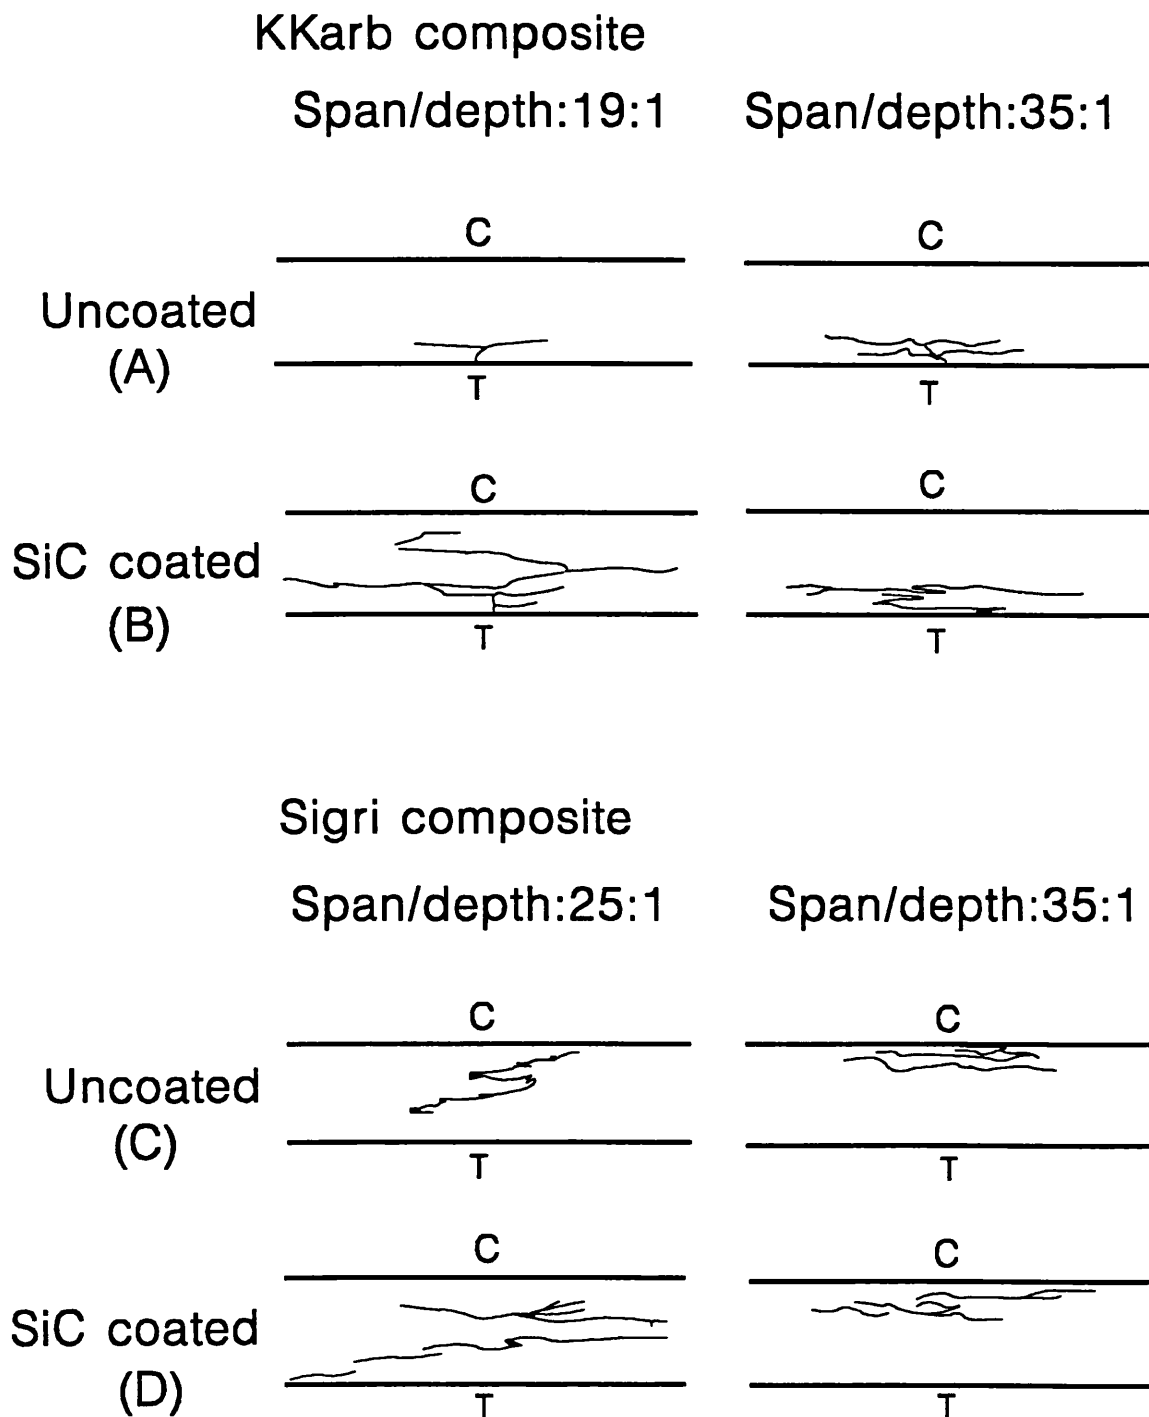 KKarb composite
Span/depth:19:1 Span/depth:35:1
C C
Uncoated
(A)
T T
C C
SiC coated
(B)
T T
Sigri composite
Span/depth:25:1 Span/depth:35:1
C C
Uncoated
(C)
T T
C C
SiC coated
(D)
T T